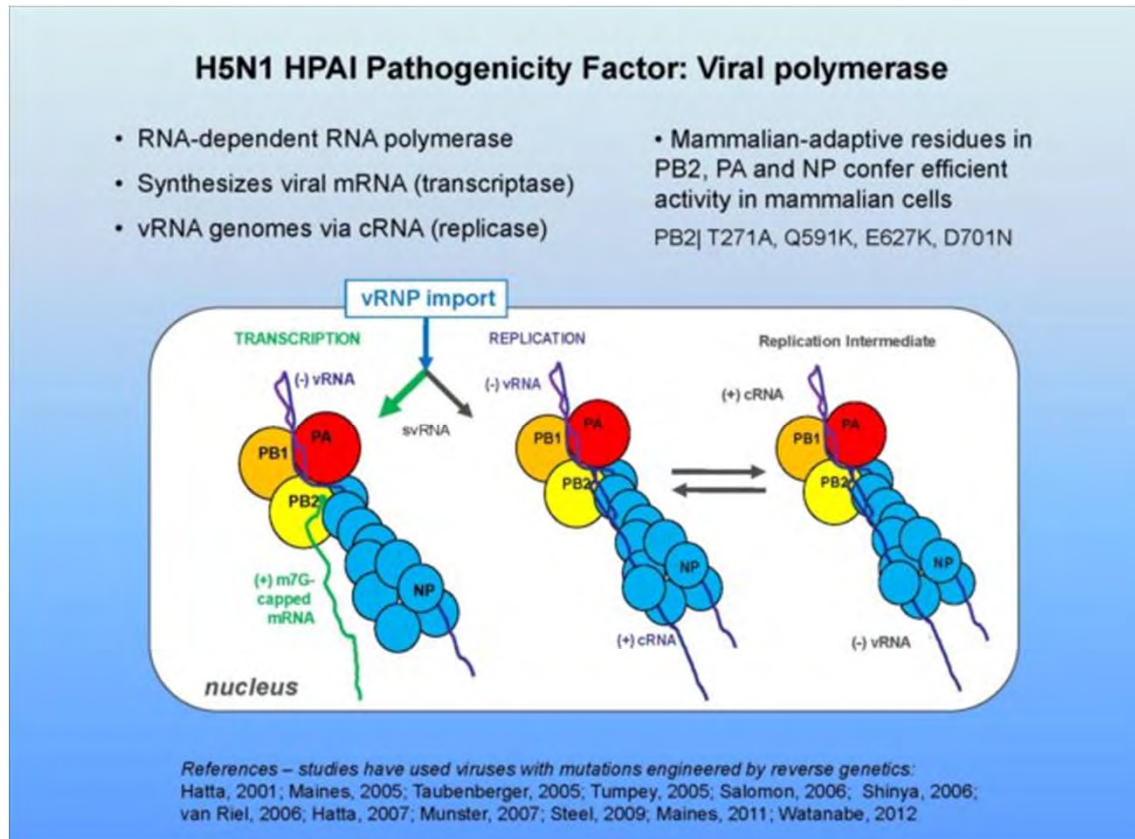 H5N1 HPAI Pathogenicity Factor: Viral polymerase
• RNA-dependent RNA polymerase
• Synthesizes viral mRNA (transcriptase)
• vRNA genomes via cRNA (replicase)
• Mammalian-adaptive residues in
PB2, PA and NP confer efficient
activity in mammalian cells
PB2| T271A, Q591K, E627K, D701N
vRNP import
TRANSCRIPTION
(-) vRNA
svRNA
PB1
PA
PB2
NP
(+) m7G-
capped
mRNA
REPLICATION
(-) vRNA
PB1
PA
PB2
NP
(+) cRNA
Replication Intermediate
(+) cRNA
PB1
PA
PB2
NP
(-) vRNA
nucleus
References – studies have used viruses with mutations engineered by reverse genetics:
Hatta, 2001; Maines, 2005; Taubenberger, 2005; Tumpey, 2005; Salomon, 2006; Shinya, 2006;
van Riel, 2006; Hatta, 2007; Munster, 2007; Steel, 2009; Maines, 2011; Watanabe, 2012